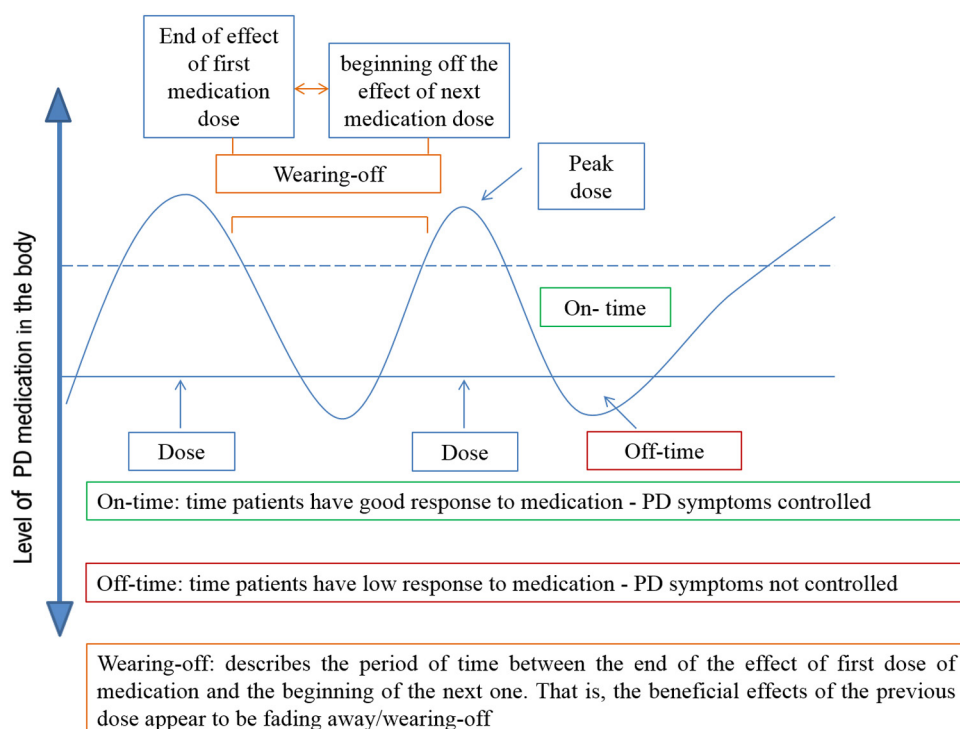 End of effect
of first
medication
dose
beginning off the
effect of next
medication dose
Wearing-off
Peak
dose
Level of PD medication in the body
On- time
Dose
Dose
Off-time
On-time: time patients have good response to medication - PD symptoms controlled
Off-time: time patients have low response to medication - PD symptoms not controlled
Wearing-off: describes the period of time between the end of the effect of first dose of
medication and the beginning of the next one. That is, the beneficial effects of the previous
dose appear to be fading away/wearing-off